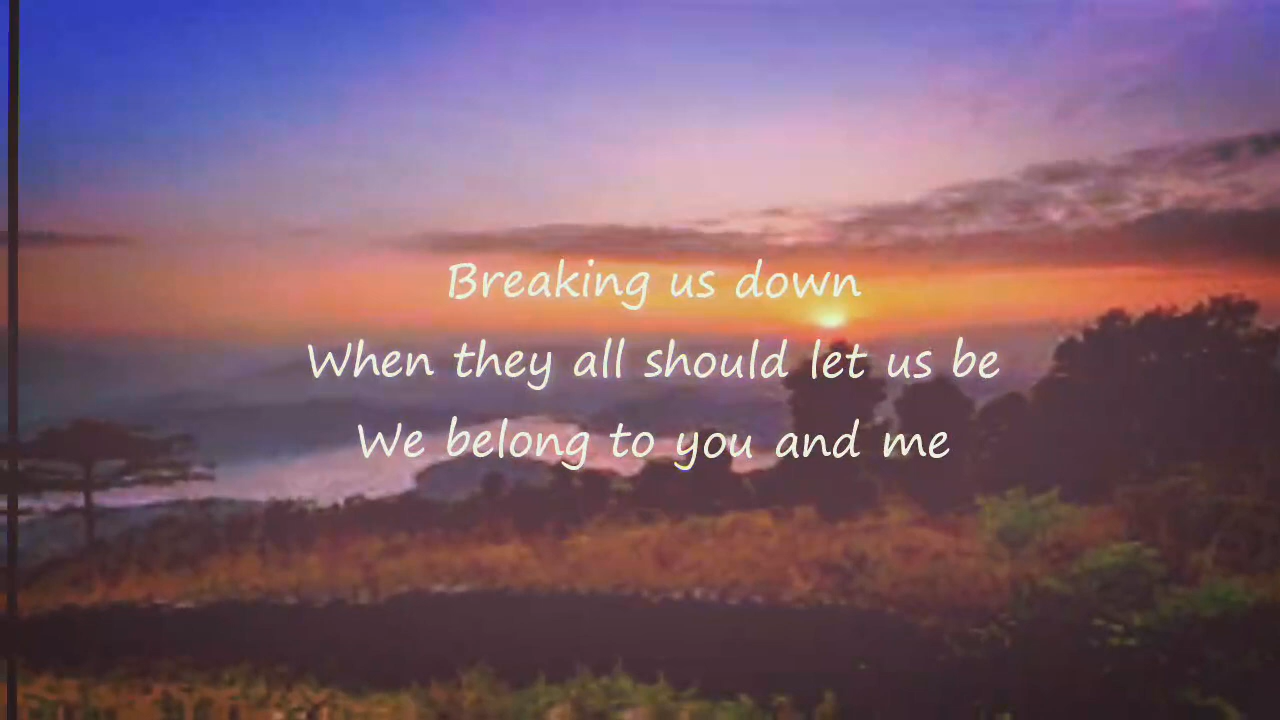 Breaking us down
When they all should let us be
We belong to you and me